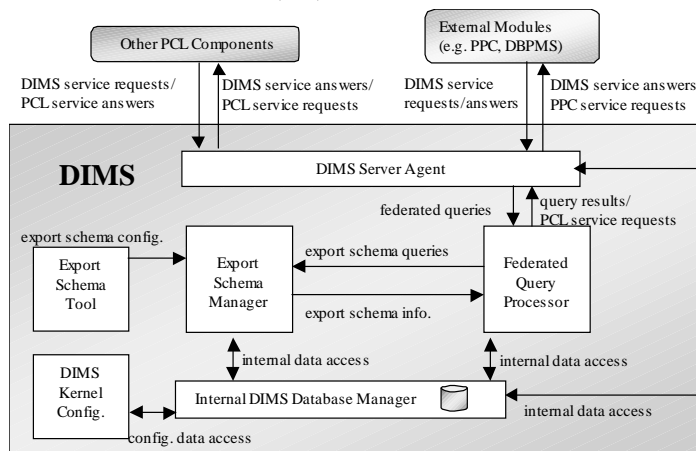 Other PCL Components
External Modules
(e.g. PPC, DBPMS)
DIMS service requests/
PCL service answers
DIMS service answers/
PCL service requests
DIMS service
requests/answers
DIMS service answers
PPC service requests
DIMS
DIMS Server Agent
federated queries
query results/
PCL service requests
export schema config.
Export
Schema
Tool
Export
Schema
Manager
export schema queries
export schema info.
Federated
Query
Processor
internal data access
internal data access
DIMS
Kernel
Config.
Internal DIMS Database Manager
internal data access
config. data access